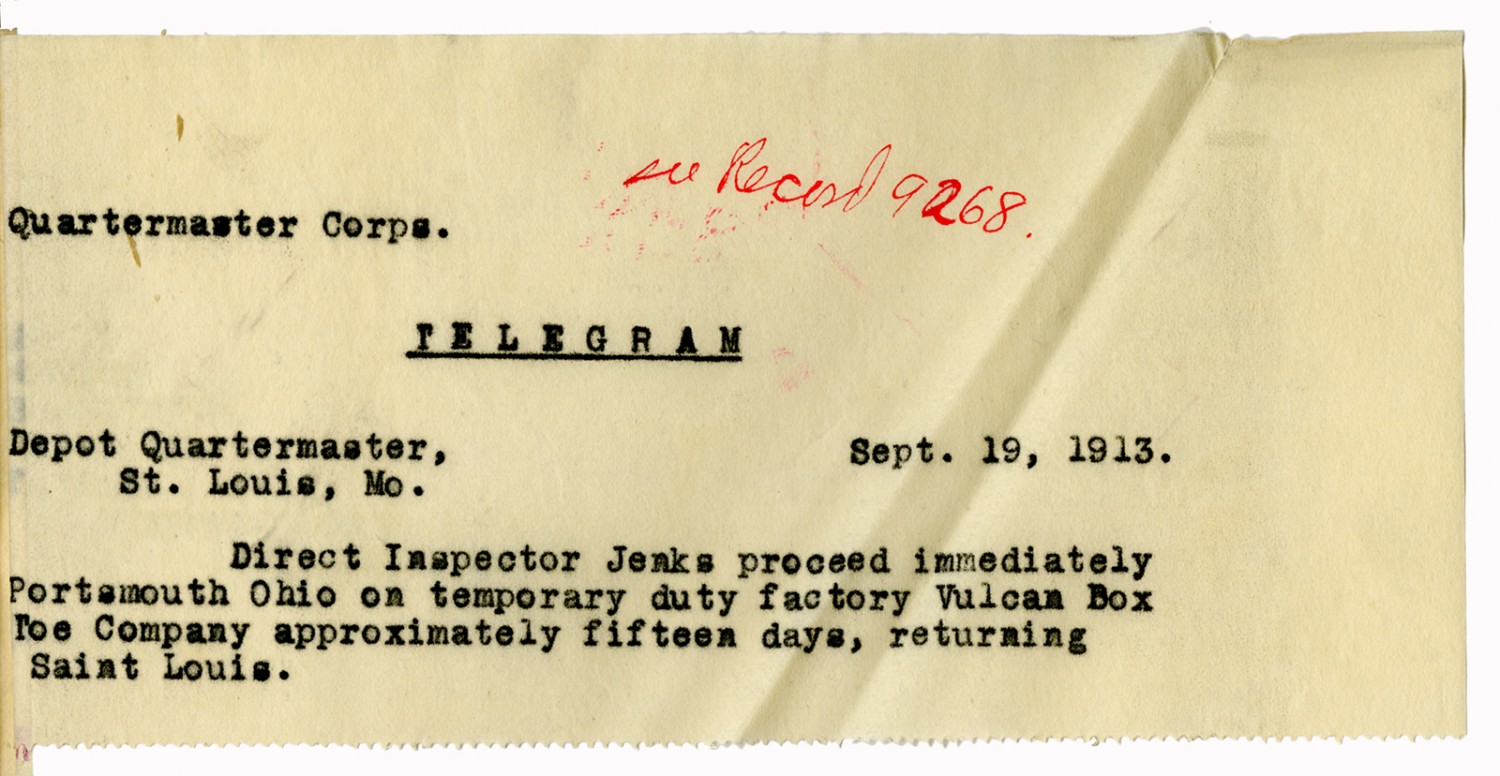 see Record 9268.
Quartermaster Corps.
TELEGRAM
Depot Quartermaster, Sept. 19, 1913.
St. Louis, Mo.
Direct Inspector Jenks proceed immediately
Portsmouth Ohio on temporary duty factory Vulcan Box
Toe Company approximately fifteen days, returning
Saint Louis.